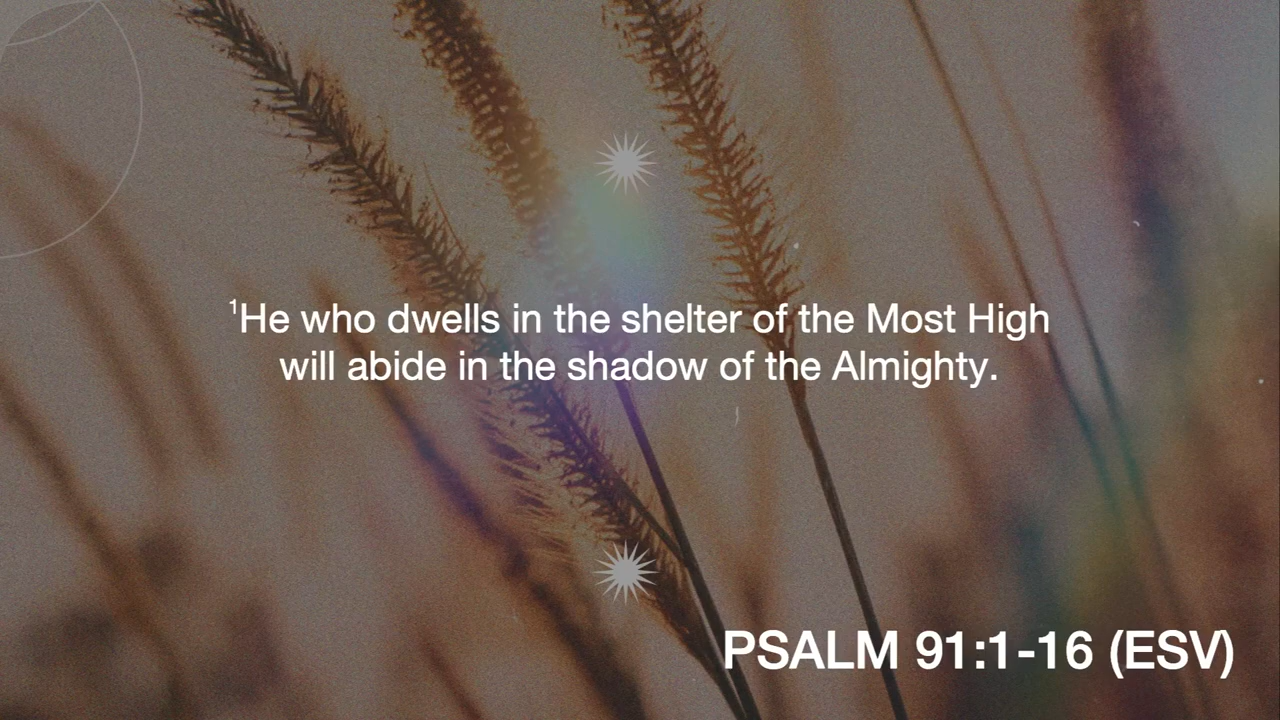 ¹He who dwells in the shelter of the Most High
will abide in the shadow of the Almighty.
PSALM 91:1-16 (ESV)